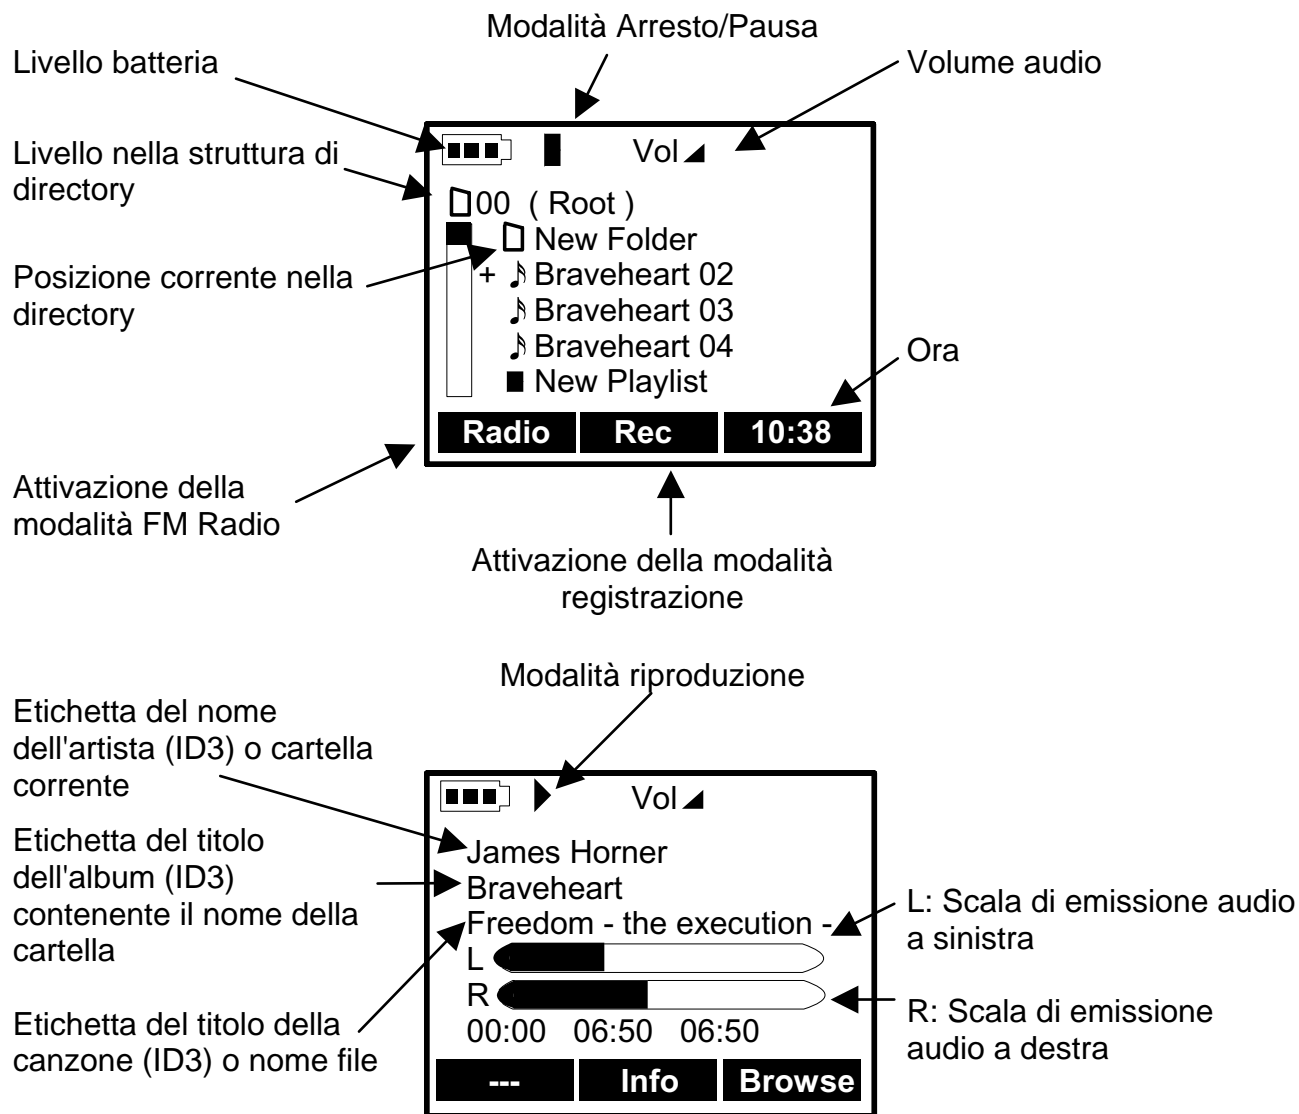 Modalità Arresto/Pausa
Livello batteria
Volume audio
Livello nella struttura di
directory
Vol
00 ( Root )
New Folder
Posizione corrente nella
directory
+ Braveheart 02
Braveheart 03
Braveheart 04
New Playlist
Ora
Radio Rec 10:38
Attivazione della
modalità FM Radio
Attivazione della modalità
registrazione
Modalità riproduzione
Etichetta del nome
dell'artista (ID3) o cartella
corrente
Vol
Etichetta del titolo
dell'album (ID3)
contenente il nome della
cartella
James Horner
Braveheart
Freedom - the execution -
L
R
00:00 06:50 06:50
L: Scala di emissione audio
a sinistra
R: Scala di emissione
audio a destra
Etichetta del titolo della
canzone (ID3) o nome file
--- Info Browse